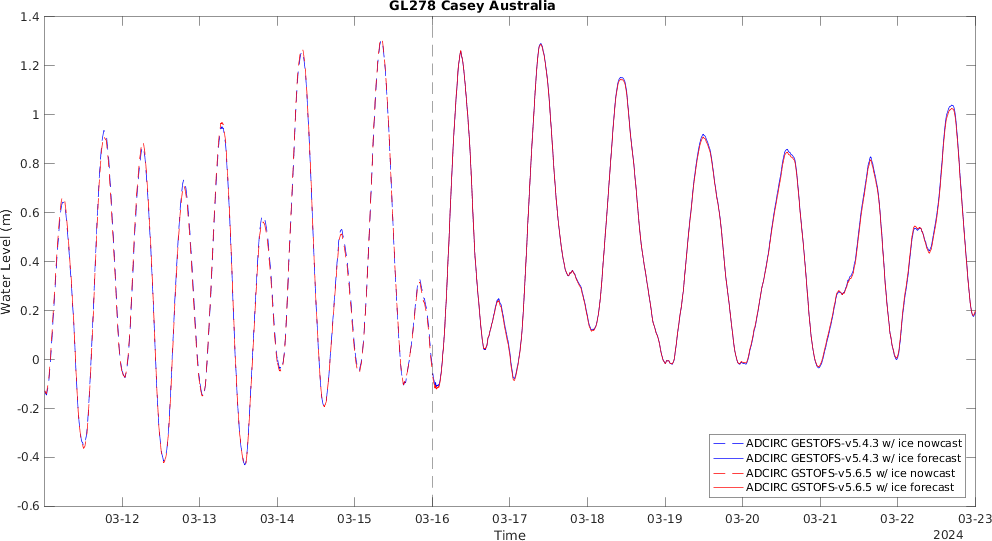 GL278 Casey Australia
Water Level (m)
1.4
1.2
1
0.8
0.6
0.4
0.2
0
-0.2
-0.4
-0.6
ADCIRC GESTOFS-v5.4.3 w/ ice nowcast
ADCIRC GESTOFS-v5.4.3 w/ ice forecast
ADCIRC GSTOFS-v5.6.5 w/ ice nowcast
ADCIRC GSTOFS-v5.6.5 w/ ice forecast
03-12 03-13 03-14 03-15 03-16 03-17 03-18 03-19 03-20 03-21 03-22 03-23
Time
2024